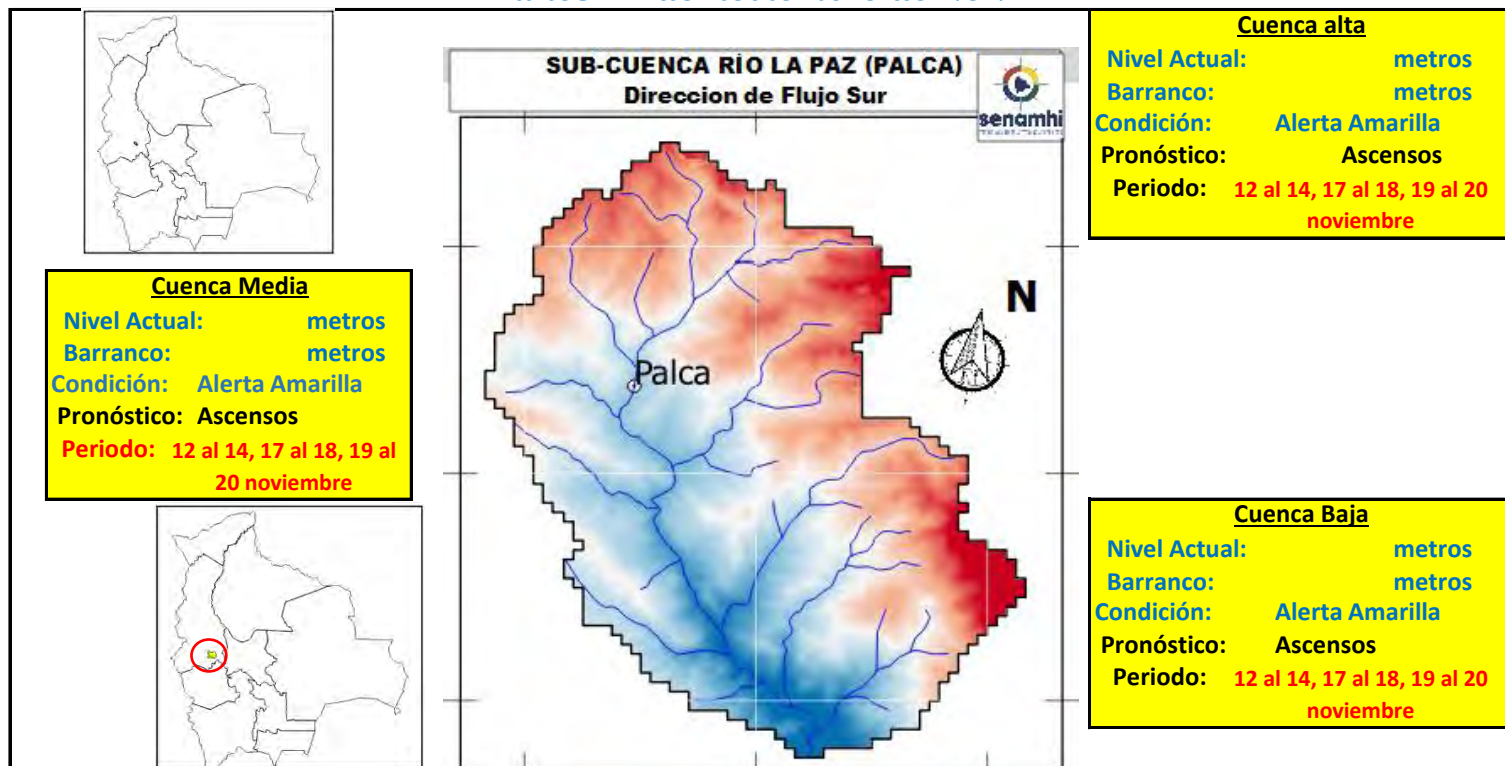 SUB-CUENCA RÍO LA PAZ (PALCA)
Direccion de Flujo Sur
senamhi
N
Palca
Cuenca alta
Nivel Actual: metros
Barranco: metros
Condición: Alerta Amarilla
Pronóstico: Ascensos
Periodo: 12 al 14, 17 al 18, 19 al 20
noviembre
Cuenca Media
Nivel Actual: metros
Barranco: metros
Condición: Alerta Amarilla
Pronóstico: Ascensos
Periodo: 12 al 14, 17 al 18, 19 al
20 noviembre
Cuenca Baja
Nivel Actual: metros
Barranco: metros
Condición: Alerta Amarilla
Pronóstico: Ascensos
Periodo: 12 al 14, 17 al 18, 19 al 20
noviembre